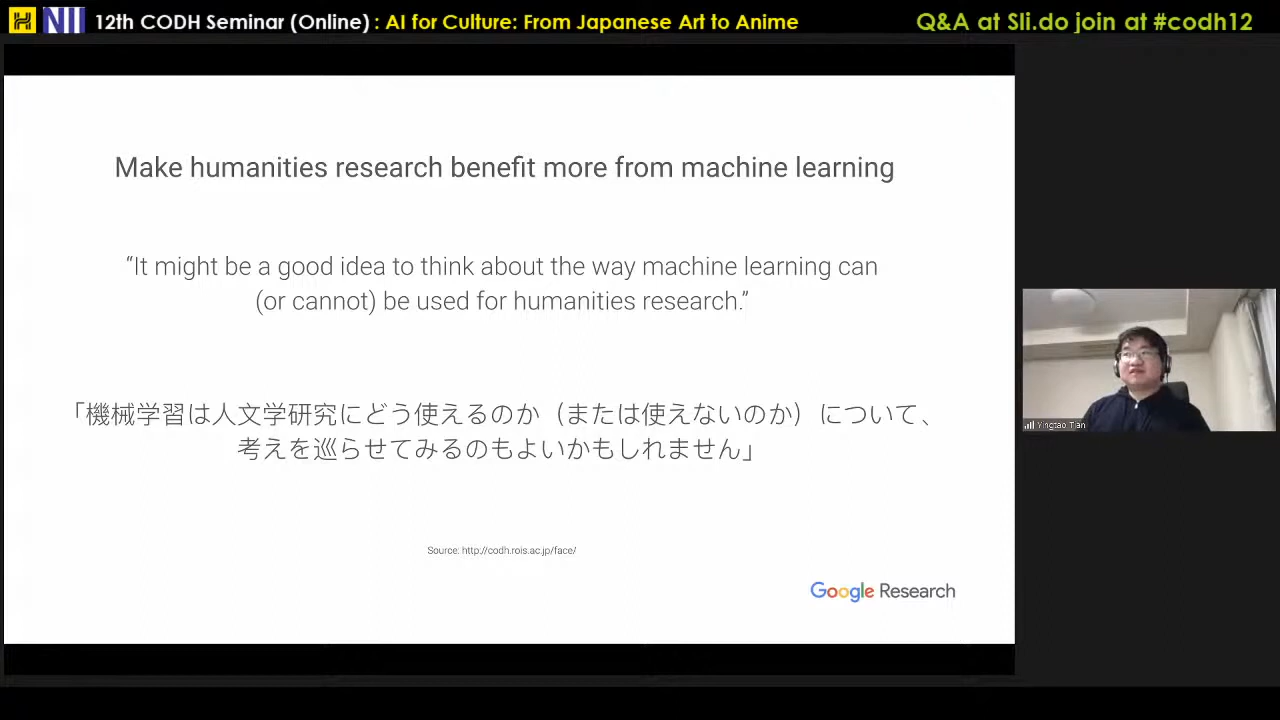 NII 12th CODH Seminar (Online) : AI for Culture: From Japanese Art to Anime
Q&A at Sli.do join at #codh12
Make humanities research benefit more from machine learning
“It might be a good idea to think about the way machine learning can
(or cannot) be used for humanities research.”
「機械学習は人文学研究にどう使えるのか（または使えないのか）について、
考えを巡らせてみるのもよいかもしれません」
Source: http://codh.rois.ac.jp/face/
Google Research
Yingtao Tian